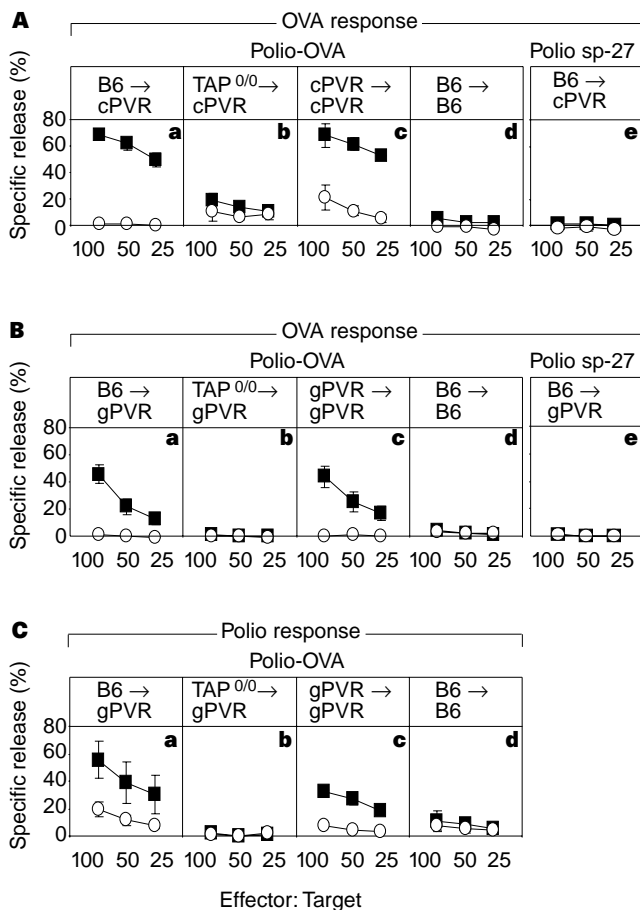 A
OVA response
Polio-OVA Polio sp-27
B6 → cPVR
TAP 0/0 → cPVR
cPVR → cPVR
B6 → B6
B6 → cPVR
Specific release (%)
80
60
40
20
0
a b c d e
100 50 25 100 50 25 100 50 25 100 50 25 100 50 25
B
OVA response
Polio-OVA Polio sp-27
B6 → gPVR
TAP 0/0 → gPVR
gPVR → gPVR
B6 → B6
B6 → gPVR
Specific release (%)
80
60
40
20
0
a b c d e
100 50 25 100 50 25 100 50 25 100 50 25 100 50 25
C
Polio response
Polio-OVA
B6 → gPVR
TAP 0/0 → gPVR
gPVR → gPVR
B6 → B6
Specific release (%)
80
60
40
20
0
a b c d
100 50 25 100 50 25 100 50 25 100 50 25
Effector: Target